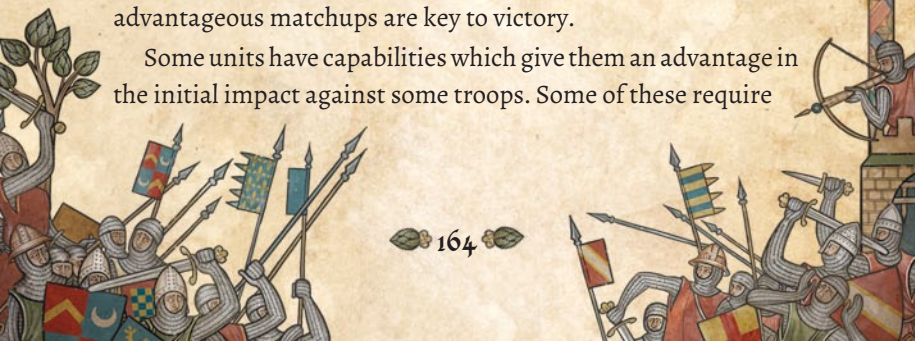 advantageous matchups are key to victory.
Some units have capabilities which give them an advantage in
the initial impact against some troops. Some of these require
164